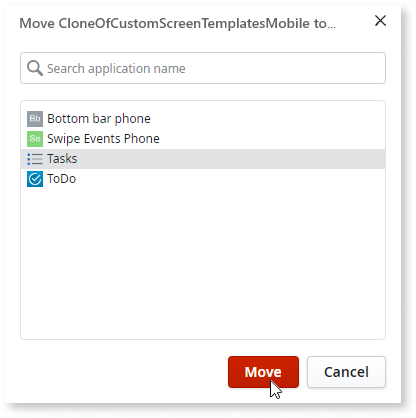 Move CloneOfCustomScreenTemplatesMobile to...
Search application name
Bb Bottom bar phone
Se Swipe Events Phone
Tasks
ToDo
Move Cancel